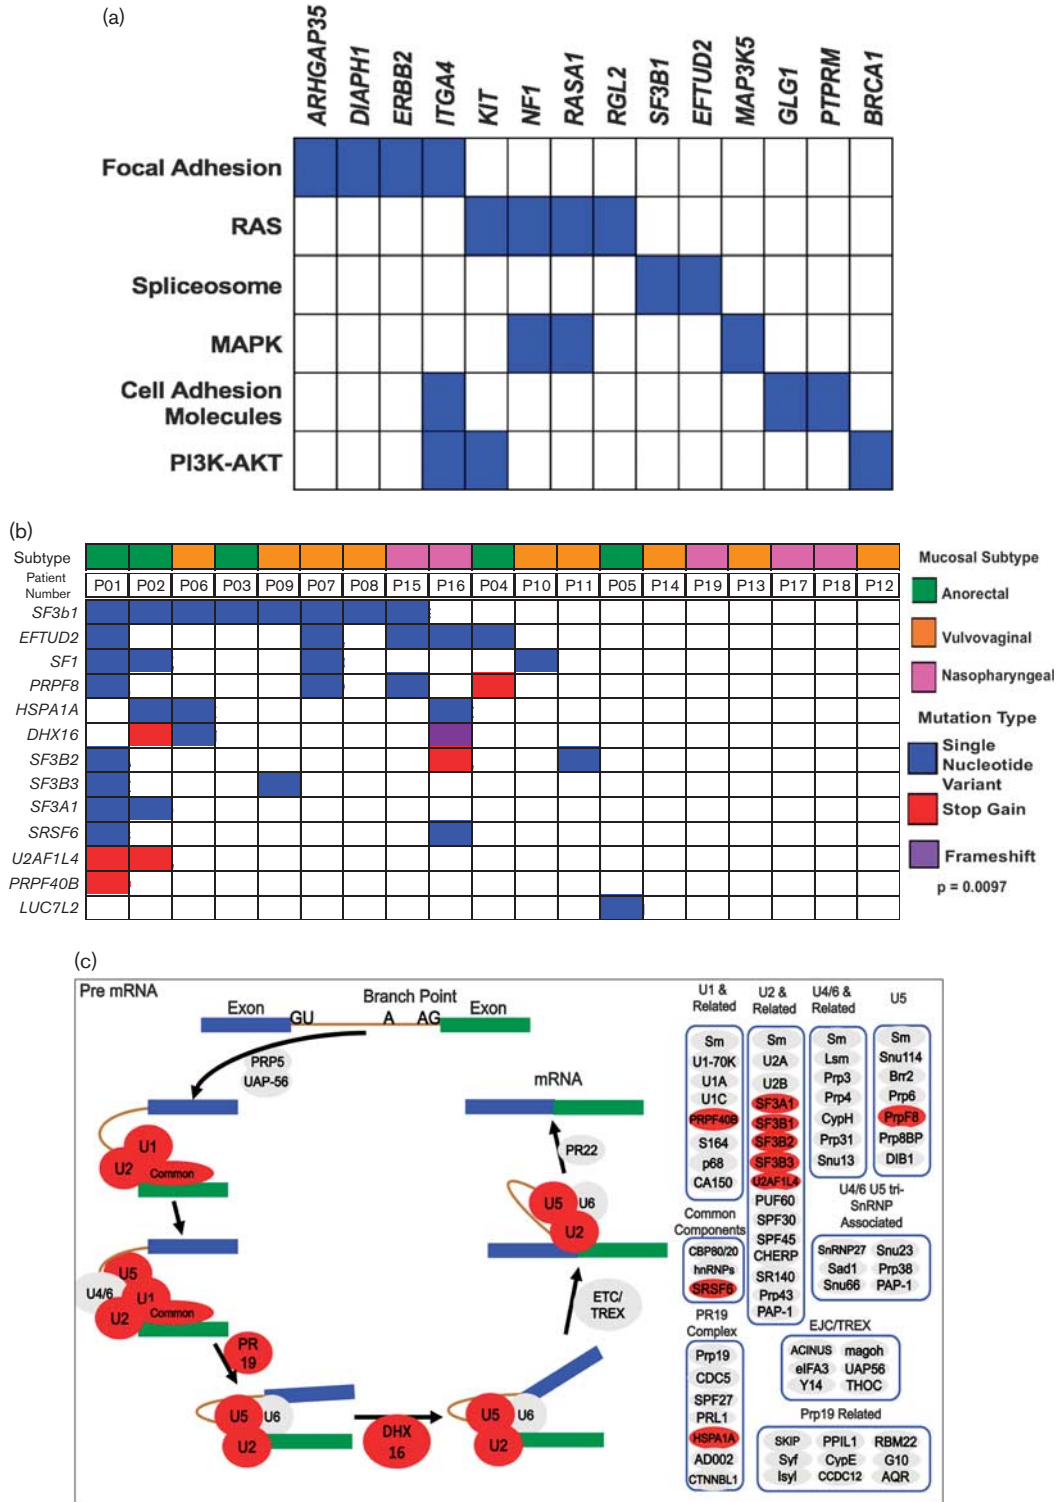 (a)
ARHGAP35 DIAPH1 ERBB2 ITGA4 KIT NF1 RASA1 RGL2 SF3B1 EFTUD2 MAP3K5 GLG1 PTPRM BRCA1
Focal Adhesion
RAS
Spliceosome
MAPK
Cell Adhesion
Molecules
PI3K-AKT
(b)
Subtype
Patient
Number
P01 P02 P06 P03 P09 P07 P08 P15 P16 P04 P10 P11 P05 P14 P19 P13 P17 P18 P12
SF3b1
EFTUD2
SF1
PRPF8
HSPA1A
DHX16
SF3B2
SF3B3
SF3A1
SRSF6
U2AF1L4
PRPF40B
LUC7L2
Mucosal Subtype
Anorectal
Vulvovaginal
Nasopharyngeal
Mutation Type
Single
Nucleotide
Variant
Stop Gain
Frameshift
p = 0.0097
(c)
Pre mRNA
Exon
GU
Branch Point
A
AG
Exon
PRP5
UAP-56
U1
U2
Common
U5
U4/6
U1
U2
Common
PR
19
U5
U6
U2
DHX
16
U5
U6
U2
ETC/
TREX
U5
U6
U2
PR22
mRNA
U1 &
Related
Sm
U1-70K
U1A
U1C
PRPF40B
S164
p68
CA150
Common
Components
CBP80/20
hnRNPs
SRSF6
PR19
Complex
Prp19
CDC5
SPF27
PRL1
HSPA1A
AD002
CTNNBL1
U2 &
Related
Sm
U2A
U2B
SF3A1
SF3B1
SF3B2
SF3B3
U2AF1L4
PUF60
SPF30
SPF45
CHERP
SR140
Prp43
PAP-1
U4/6 &
Related
Sm
Lsm
Prp3
Prp4
CypH
Prp31
Snu13
U5
Sm
Snu114
Brr2
Prp6
PrpF8
Prp8BP
DIB1
U4/6 U5 tri-
SnRNP
Associated
SnRNP27 Snu23
Sad1 Prp38
Snu66 PAP-1
EJC/TREX
ACINUS magoh
eIFA3 UAP56
Y14 THOC
Prp19 Related
SKIP PPIL1 RBM22
Syf CypE G10
Isyl CCDC12 AQR